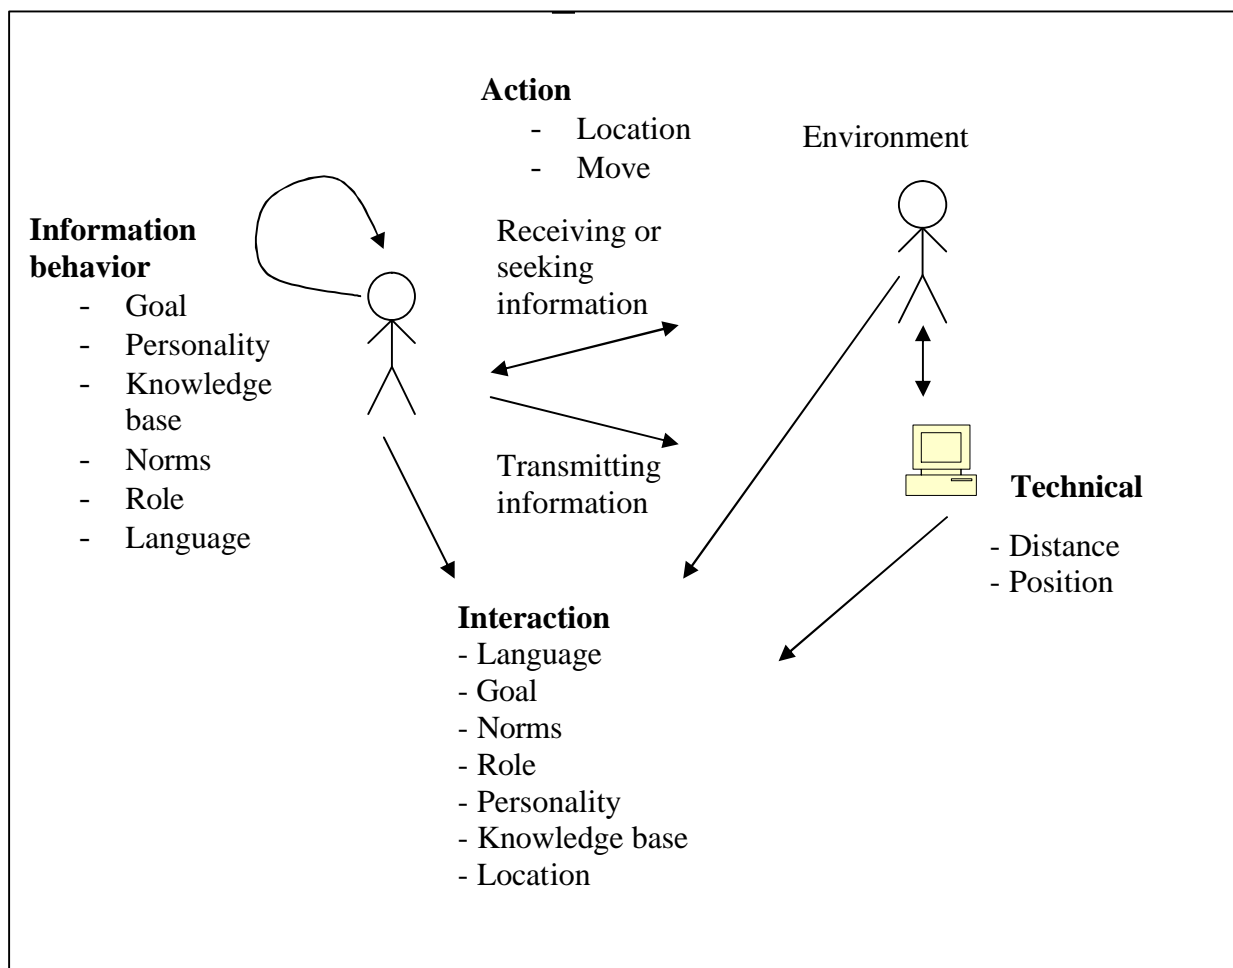 Action
- Location
- Move
Environment
Information
behavior
- Goal
- Personality
- Knowledge
base
- Norms
- Role
- Language
Receiving or
seeking
information
Transmitting
information
Technical
- Distance
- Position
Interaction
- Language
- Goal
- Norms
- Role
- Personality
- Knowledge base
- Location